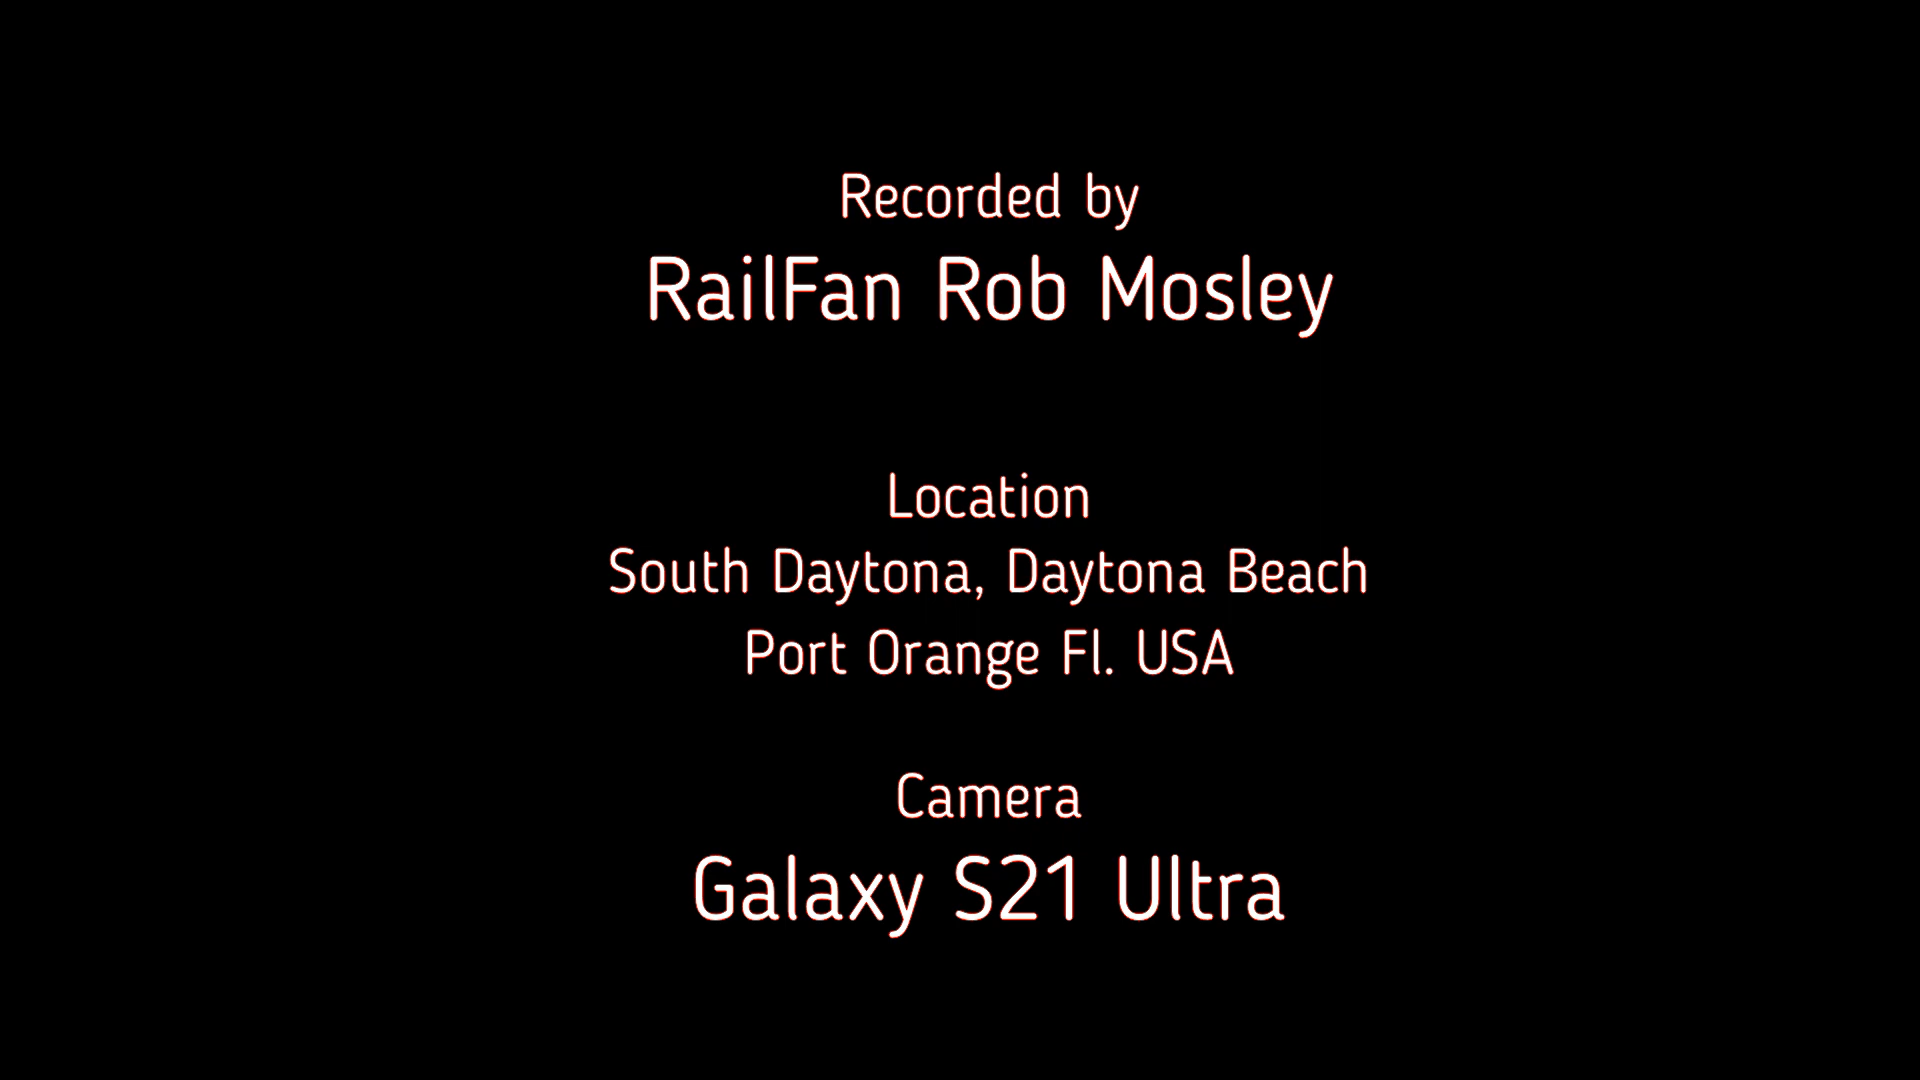 Recorded by
RailFan Rob Mosley
Location
South Daytona, Daytona Beach
Port Orange Fl. USA
Camera
Galaxy S21 Ultra